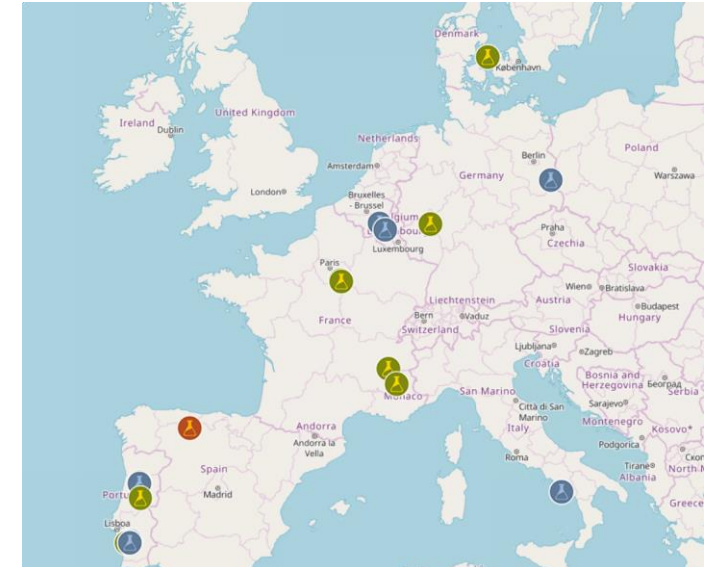 Denmark
København
United Kingdom
Ireland
Dublin
Netherlands
Amsterdam
Berlin
Poland
Warszawa
London
Germany
Bruxelles
- Brussel
Luxembourg
Praha
Czechia
Paris
Slovakia
Wien
Bratislava
Liechtenstein
Austria
Budapest
Hungary
France
Bern
Vaduz
Switzerland
Slovenia
Ljubljana
Zagreb
Croatia
Bosnia and
Herzegovina
Београд
Serbia
Monaco
San Marino
Città di San
Marino
Sarajevo
Italy
Montenegro
Kosovo*
Andorra
Andorra la
Vella
Podgorica
Roma
Tiranë
Albania
North M
Spain
Madrid
Greece
Lisboa